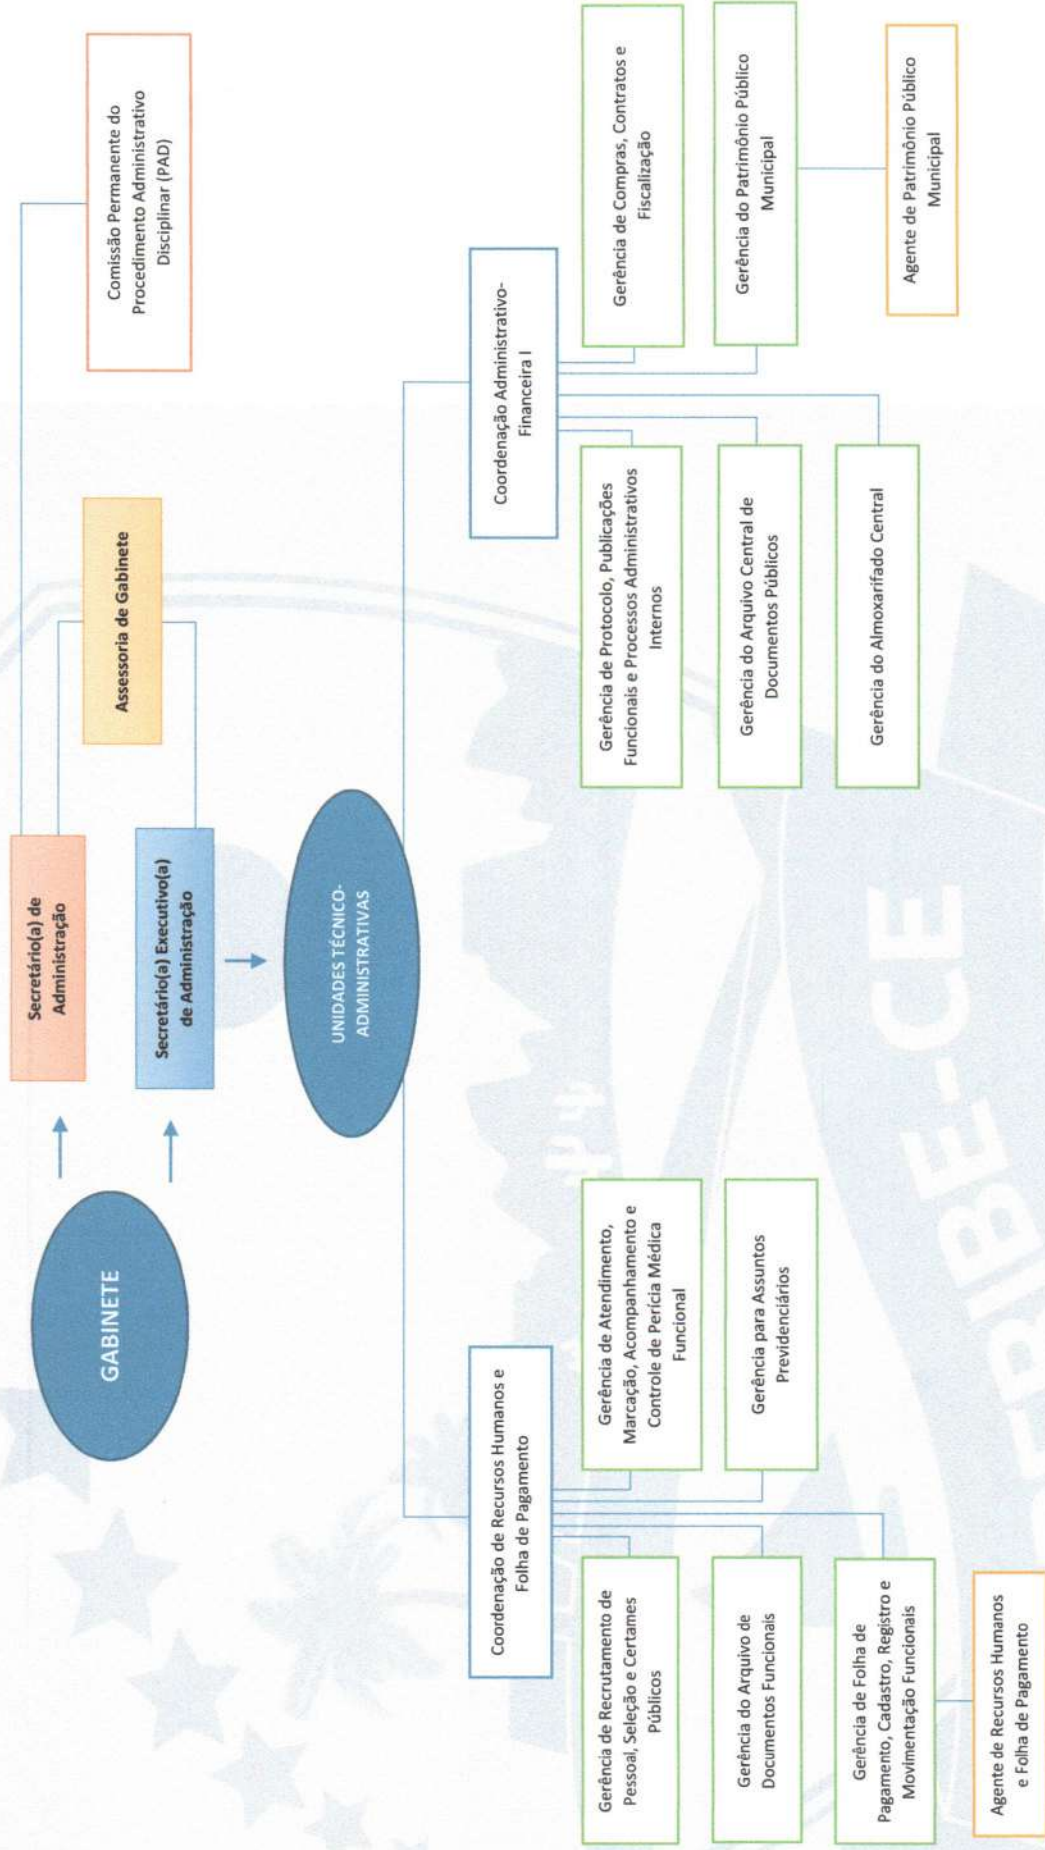 GABINETE
Secretário(a) de
Administração
Secretário(a) Executivo(a)
de Administração
Assessoria de Gabinete
Comissão Permanente do
Procedimento Administrativo
Disciplinar (PAD)
UNIDADES TÉCNICO-
ADMINISTRATIVAS
Coordenação de Recursos Humanos e
Folha de Pagamento
Gerência de Recrutamento de
Pessoal, Seleção e Certames
Públicos
Gerência de Atendimento,
Marcação, Acompanhamento e
Controle de Perícia Médica
Funcional
Gerência do Arquivo de
Documentos Funcionais
Gerência para Assuntos
Previdenciários
Gerência de Folha de
Pagamento, Cadastro, Registro e
Movimentação Funcionais
Agente de Recursos Humanos
e Folha de Pagamento
Coordenação Administrativo-
Financeira I
Gerência de Protocolo, Publicações
Funcionais e Processos Administrativos
Internos
Gerência de Compras, Contratos e
Fiscalização
Gerência do Arquivo Central de
Documentos Públicos
Gerência do Patrimônio Público
Municipal
Gerência do Almoxarifado Central
Agente de Patrimônio Público
Municipal
ERIBE-CE